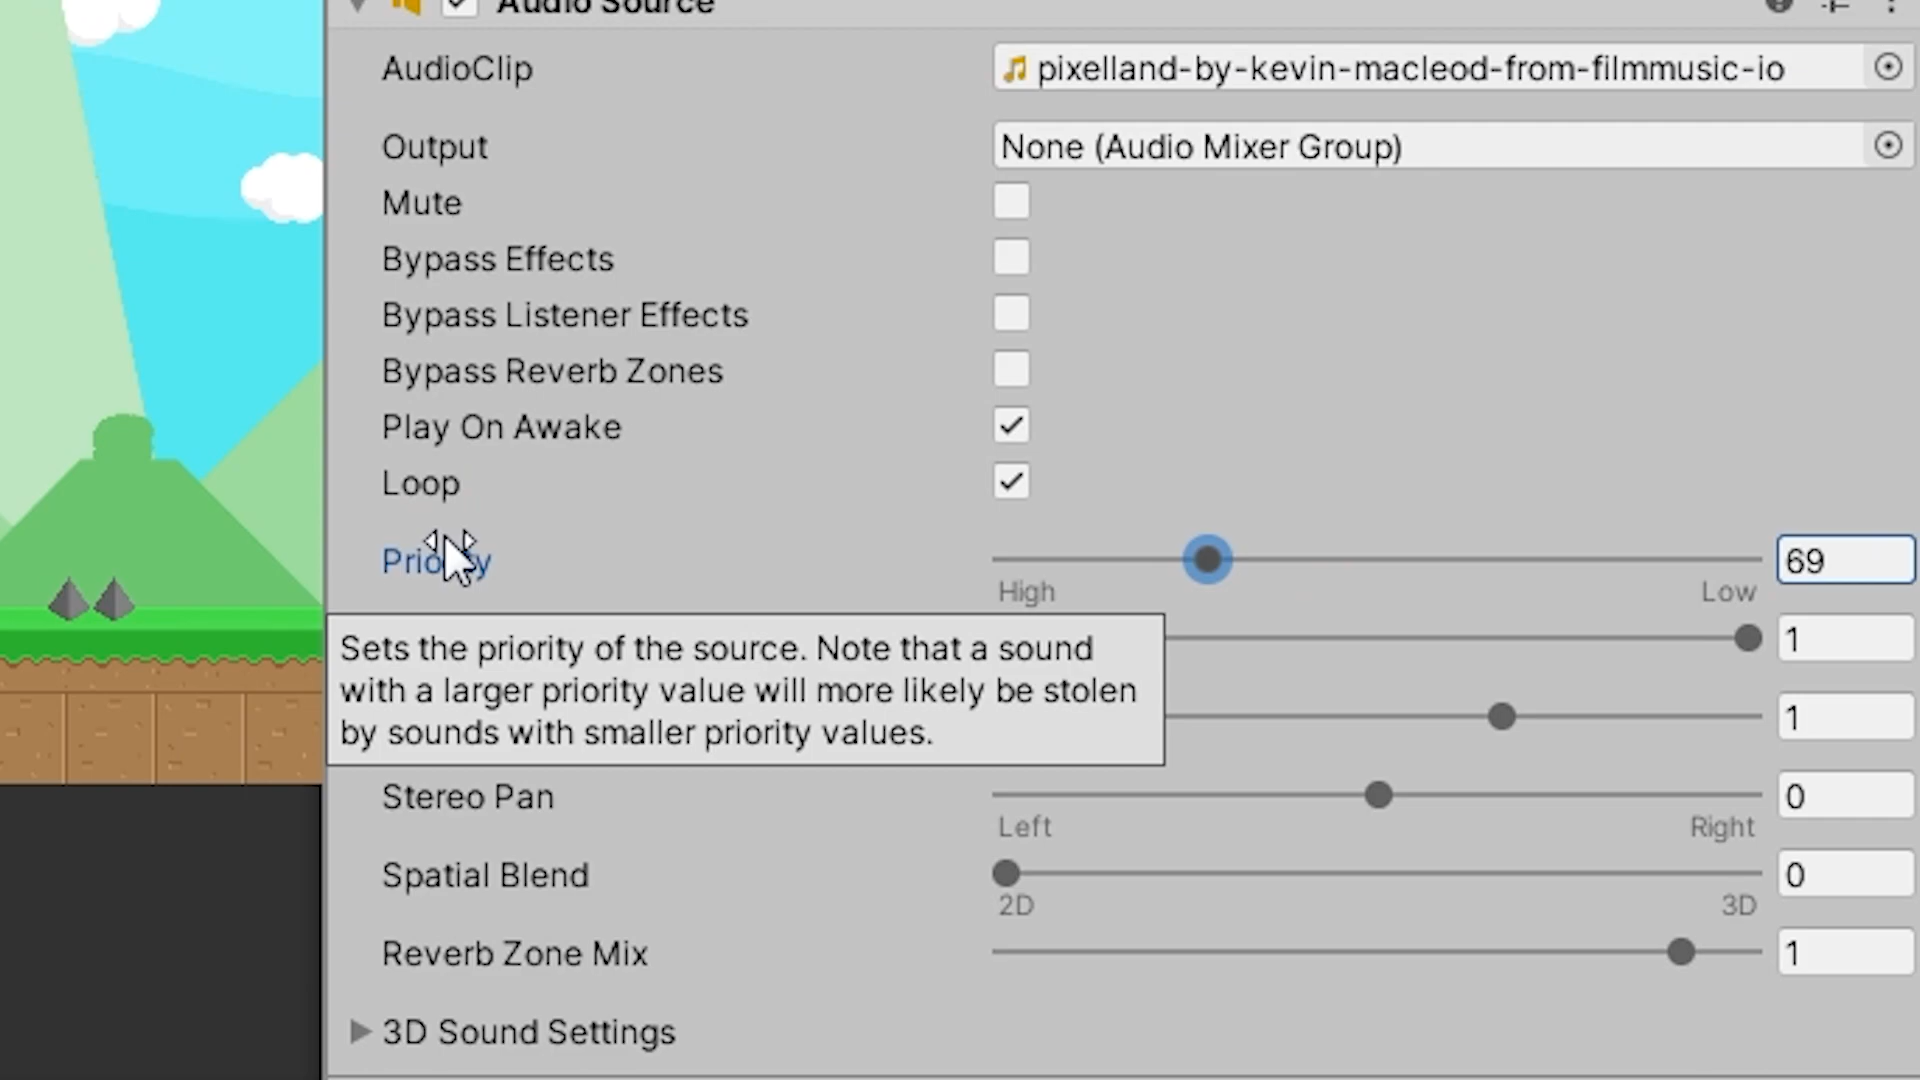 Audio Source
AudioClip
pixelland-by-kevin-macleod-from-filmmusic-io
Output
None (Audio Mixer Group)
Mute
Bypass Effects
Bypass Listener Effects
Bypass Reverb Zones
Play On Awake
Loop
Priority
69
High
Low
Sets the priority of the source. Note that a sound
with a larger priority value will more likely be stolen
by sounds with smaller priority values.
1
1
Stereo Pan
0
Left
Right
Spatial Blend
0
2D
3D
Reverb Zone Mix
1
3D Sound Settings